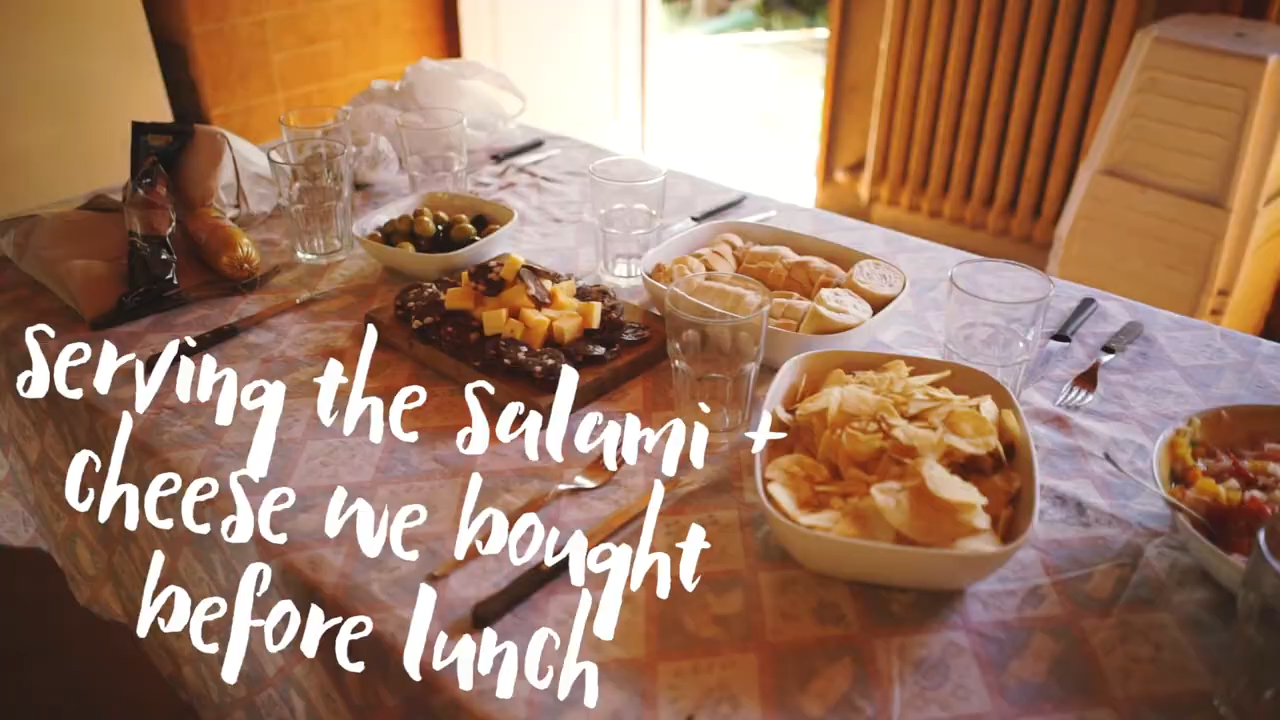 serving the salami +
cheese we bought
before lunch